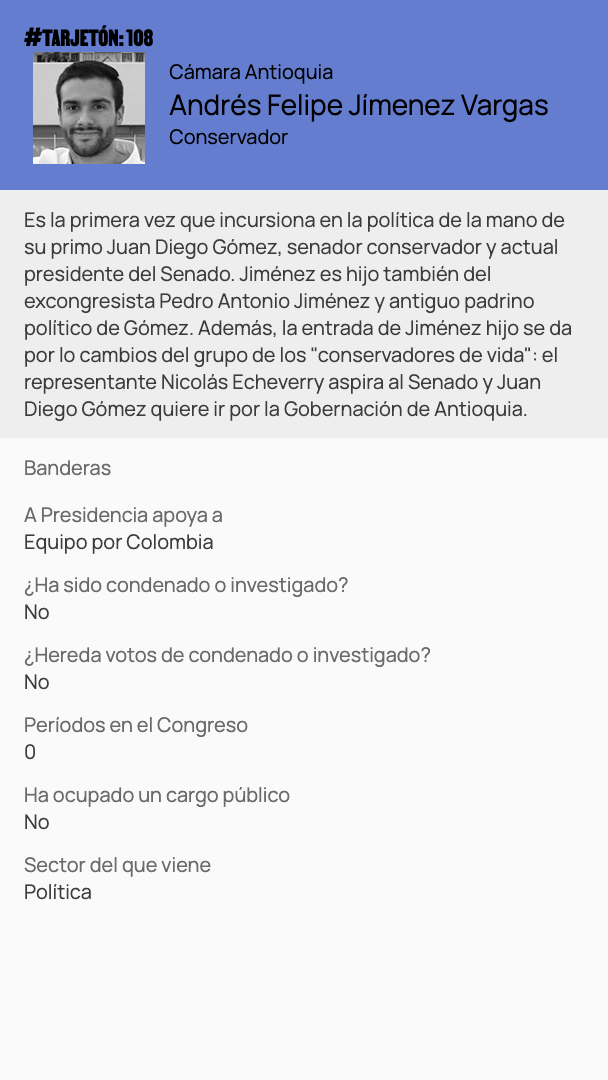 #TARJETÓN: 108
Cámara Antioquia
Andrés Felipe Jímenez Vargas
Conservador
Es la primera vez que incursiona en la política de la mano de
su primo Juan Diego Gómez, senador conservador y actual
presidente del Senado. Jiménez es hijo también del
excongresista Pedro Antonio Jiménez y antiguo padrino
político de Gómez. Además, la entrada de Jiménez hijo se da
por lo cambios del grupo de los "conservadores de vida": el
representante Nicolás Echeverry aspira al Senado y Juan
Diego Gómez quiere ir por la Gobernación de Antioquia.
Banderas
A Presidencia apoya a
Equipo por Colombia
¿Ha sido condenado o investigado?
No
¿Hereda votos de condenado o investigado?
No
Períodos en el Congreso
0
Ha ocupado un cargo público
No
Sector del que viene
Política